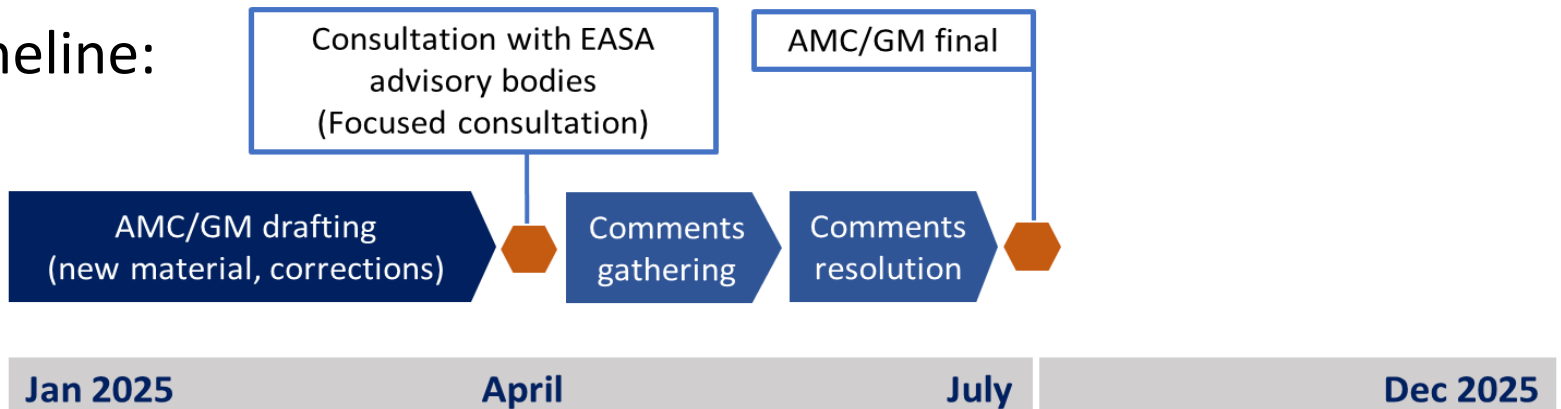 neline:
Consultation with EASA
advisory bodies
(Focused consultation)
AMC/GM final
AMC/GM drafting
(new material, corrections)
Comments
gathering
Comments
resolution
Jan 2025
April
July
Dec 2025